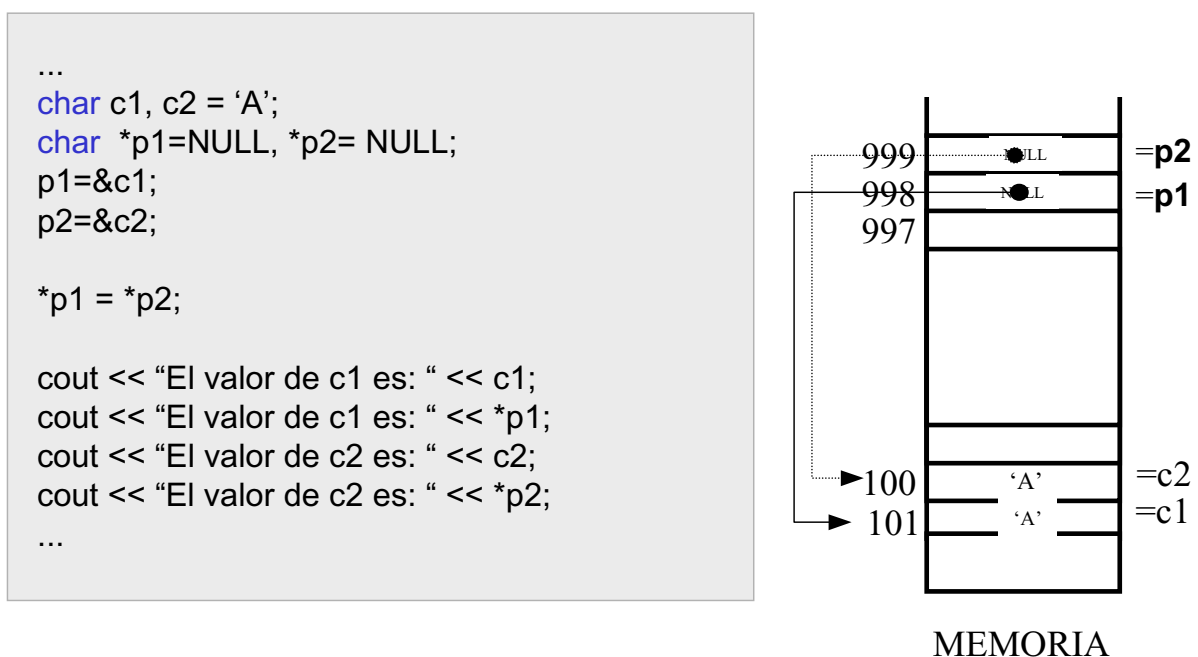 ...
char c1, c2 = ‘A’;
char *p1=NULL, *p2= NULL;
p1=&c1;
p2=&c2;
*p1 = *p2;
cout << “El valor de c1 es: “ << c1;
cout << “El valor de c1 es: “ << *p1;
cout << “El valor de c2 es: “ << c2;
cout << “El valor de c2 es: “ << *p2;
...
999 NULL =p2
998 NULL =p1
997
100 ‘A’ =c2
101 ‘A’ =c1
MEMORIA